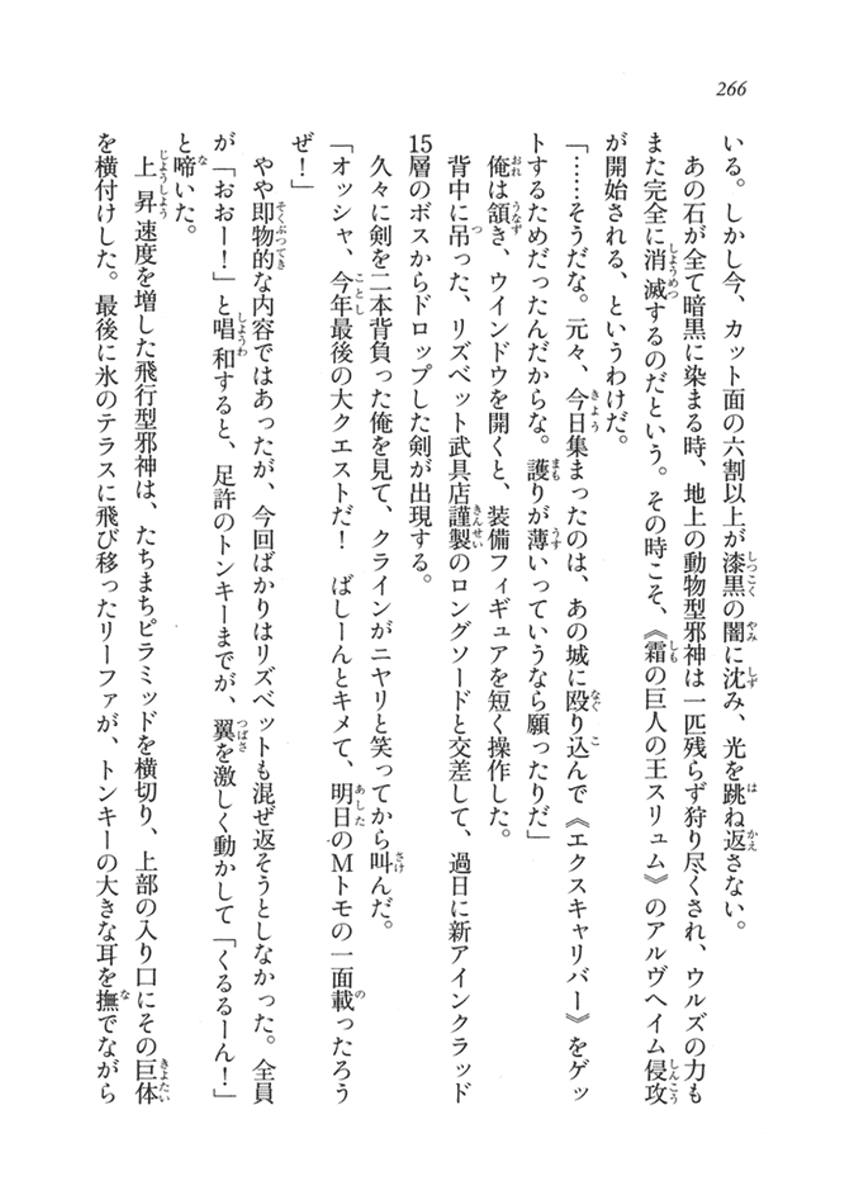 266
いる。しかし今、カット面の六割以上が漆黒の闇に沈み、光を跳ね返さない。
あの石が全て暗黒に染まる時、地上の動物型邪神は一匹残らず狩り尽くされ、ウルズの力も
また完全に消滅するのだという。その時こそ、《霜の巨人の王スリュム》のアルヴヘイム侵攻
が開始される、というわけだ。
「……そうだな。元々、今日集まったのは、あの城に殴り込んで《エクスキャリバー》をゲッ
トするためだったんだからな。護りが薄いっていうなら願ったりだ」
俺は頷き、ウインドウを開くと、装備フィギュアを短く操作した。
背中に吊った、リズベット武具店謹製のロングソードと交差して、過日に新アインクラッド
15層のボスからドロップした剣が出現する。
久々に剣を二本背負った俺を見て、クラインがニヤリと笑ってから叫んだ。
「オッシャ、今年最後の大クエストだ！　ばしーんとキメて、明日のMトモの一面載ったろう
ぜ！」
やや即物的な内容ではあったが、今回ばかりはリズベットも混ぜ返そうとしなかった。全員
が「おおー！」と唱和すると、足許のトンキーまでが、翼を激しく動かして「くるるーん！」
と啼いた。
上昇速度を増した飛行型邪神は、たちまちピラミッドを横切り、上部の入り口にその巨体
を横付けした。最後に氷のテラスに飛び移ったリーファが、トンキーの大きな耳を撫でながら